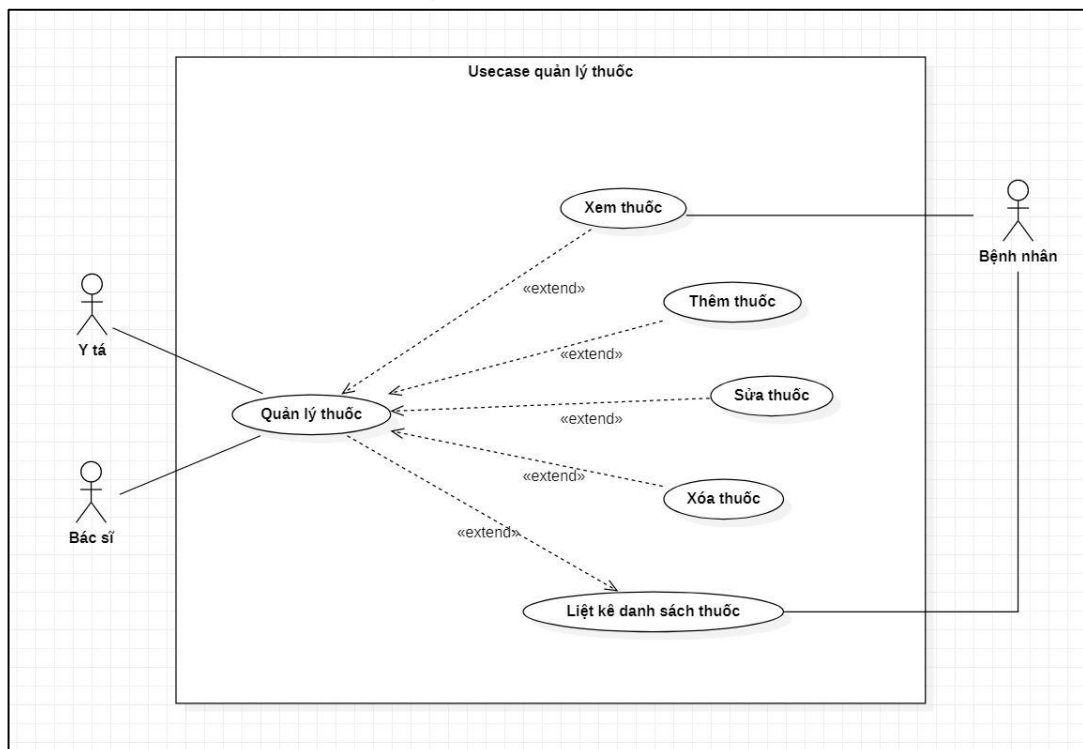 Usecase quản lý thuốc
Xem thuốc
Bệnh nhân
«extend»
Thêm thuốc
«extend»
Y tá
Quản lý thuốc
Sửa thuốc
«extend»
«extend»
Xóa thuốc
Bác sĩ
«extend»
Liệt kê danh sách thuốc